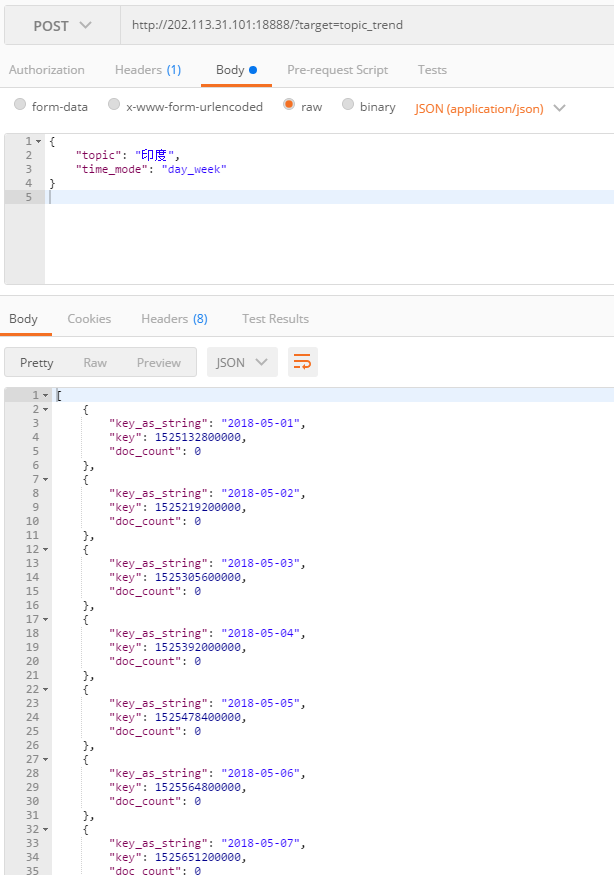 POST http://202.113.31.101:18888/?target=topic_trend
Authorization Headers (1) Body Pre-request Script Tests
form-data x-www-form-urlencoded raw binary JSON (application/json)
1 {
2 "topic": "印度",
3 "time_mode": "day_week"
4 }
5
Body Cookies Headers (8) Test Results
Pretty Raw Preview JSON
1 [
2 {
3 "key_as_string": "2018-05-01",
4 "key": 1525132800000,
5 "doc_count": 0
6 },
7 {
8 "key_as_string": "2018-05-02",
9 "key": 1525219200000,
10 "doc_count": 0
11 },
12 {
13 "key_as_string": "2018-05-03",
14 "key": 1525305600000,
15 "doc_count": 0
16 },
17 {
18 "key_as_string": "2018-05-04",
19 "key": 1525392000000,
20 "doc_count": 0
21 },
22 {
23 "key_as_string": "2018-05-05",
24 "key": 1525478400000,
25 "doc_count": 0
26 },
27 {
28 "key_as_string": "2018-05-06",
29 "key": 1525564800000,
30 "doc_count": 0
31 },
32 {
33 "key_as_string": "2018-05-07",
34 "key": 1525651200000,
35 "doc_count": 0